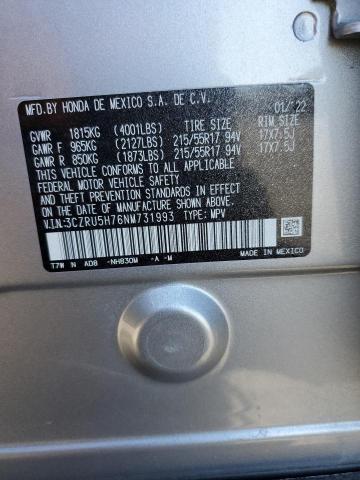 MFD.BY HONDA DE MEXICO S.A. DE C.V. 01/'22
GVWR 1815KG (4001LBS) TIRE SIZE RIM SIZE
GAWR F 965KG (2127LBS) 215/55R17 94V 17X7.5J
GAWR R 850KG (1873LBS) 215/55R17 94V 17X7.5J
THIS VEHICLE CONFORMS TO ALL APPLICABLE
FEDERAL MOTOR VEHICLE SAFETY, BUMPER,
AND THEFT PREVENTION STANDARDS IN EFFECT
ON THE DATE OF MANUFACTURE SHOWN ABOVE.
V.I.N.:3CZRU5H76NM731993 TYPE: MPV
MADE IN MEXICO
T7W N AD8 -NH830M -A -M